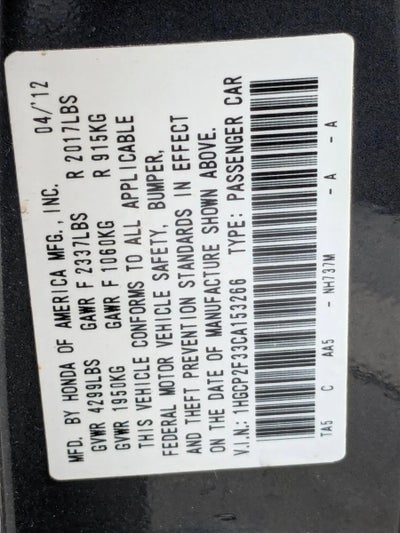 MFD. BY HONDA OF AMERICA MFG., INC. 04/'12
GVWR 4299LBS GAWR F 2337LBS R 2017LBS
GVWR 1950KG GAWR F 1060KG R 915KG
THIS VEHICLE CONFORMS TO ALL APPLICABLE
FEDERAL MOTOR VEHICLE SAFETY, BUMPER,
AND THEFT PREVENTION STANDARDS IN EFFECT
ON THE DATE OF MANUFACTURE SHOWN ABOVE.
V.I.N.: 1HGCP2F33CA153266 TYPE: PASSENGER CAR
TA5 C AA5 - NH737M - A - A